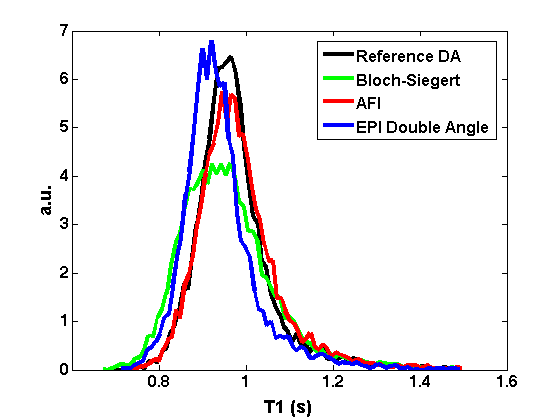 7
6
5
4
3
2
1
0
a.u.
Reference DA
Bloch-Siegert
AFI
EPI Double Angle
0.8
1
1.2
1.4
1.6
T1 (s)